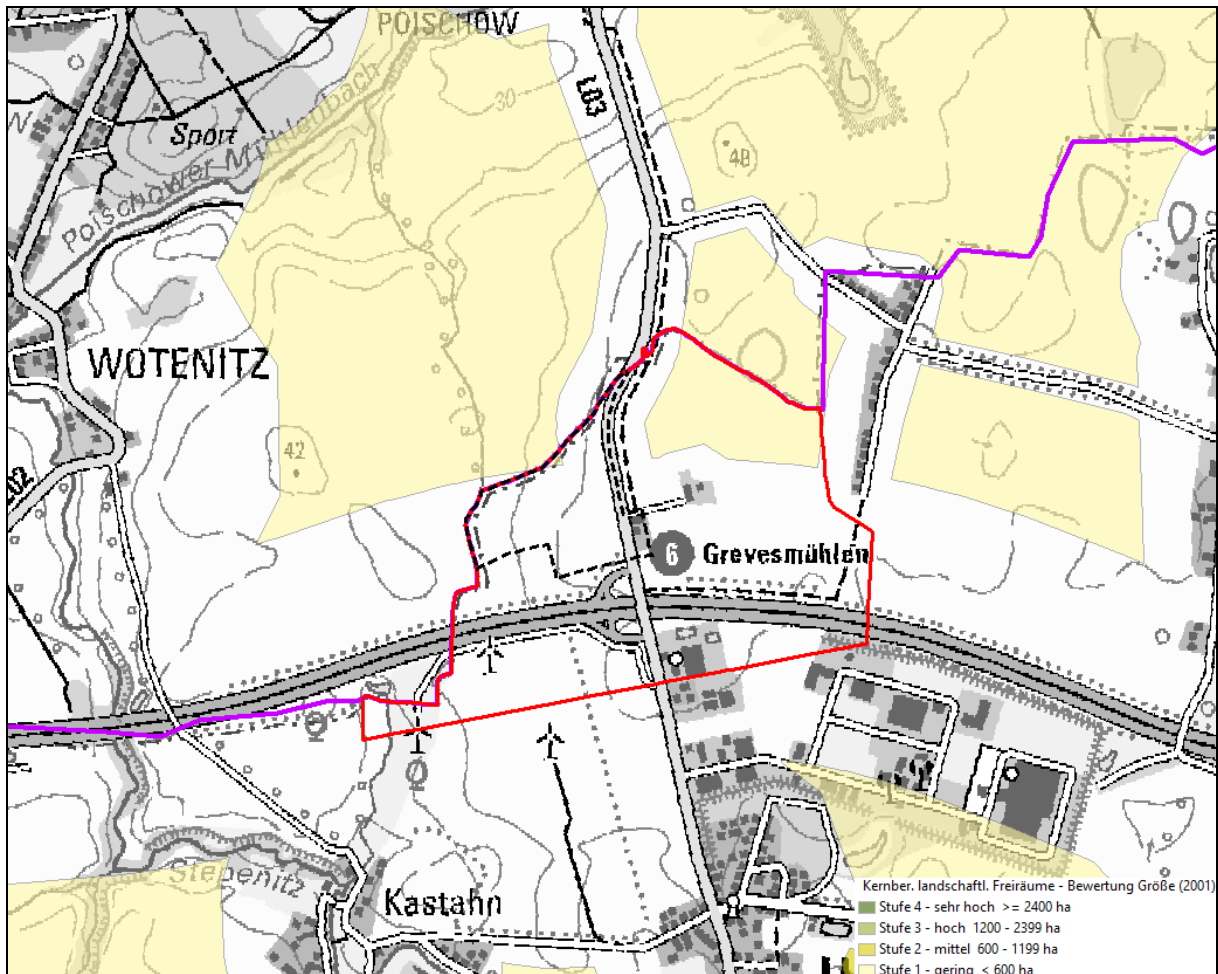 POISCHOW
30
L03
Sport
Poischower Mühlenbach
48
WOTENITZ
42
L02
6 Grevesmühlen
Stepenitz
Kastahn
Kernber. landschaftl. Freiräume - Bewertung Größe (2001)
Stufe 4 - sehr hoch >= 2400 ha
Stufe 3 - hoch 1200 - 2399 ha
Stufe 2 - mittel 600 - 1199 ha
Stufe 1 - gering < 600 ha